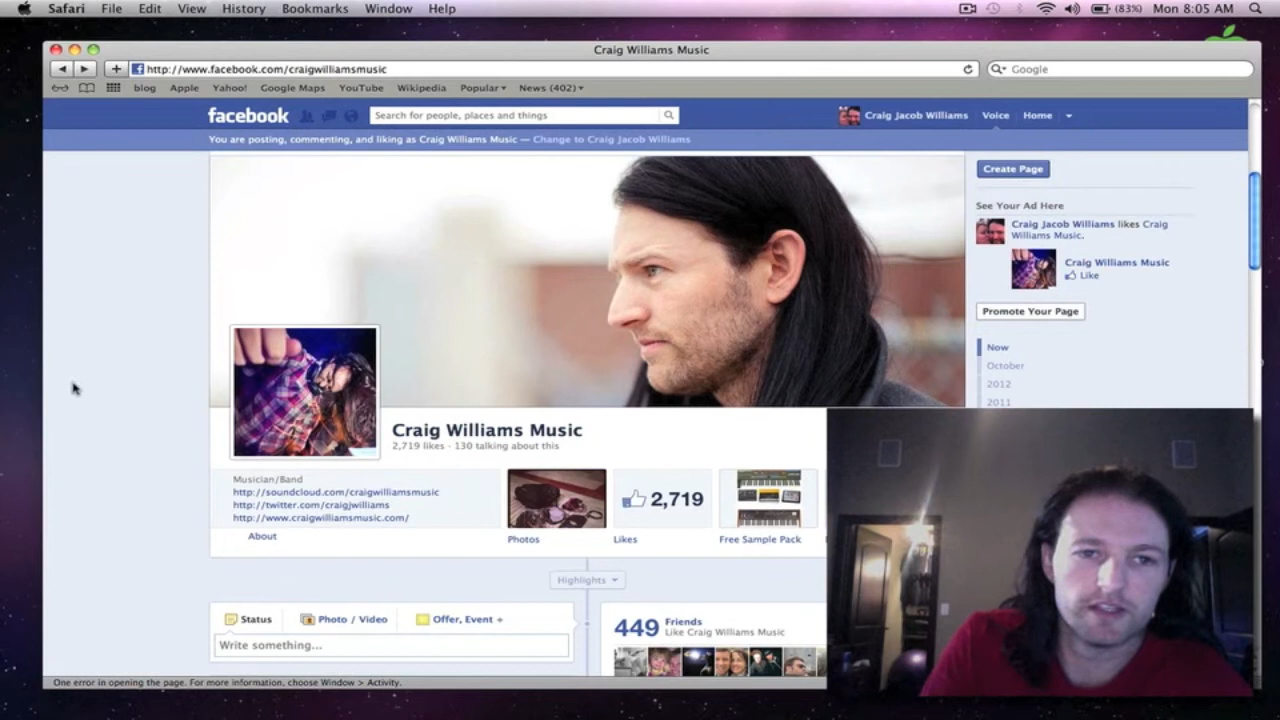 Safari File Edit View History Bookmarks Window Help (83%) Mon 8:05 AM
Craig Williams Music
http://www.facebook.com/craigwilliamsmusic Google
blog Apple Yahoo! Google Maps YouTube Wikipedia Popular News (402)
facebook Search for people, places and things Craig Jacob Williams Voice Home
You are posting, commenting, and liking as Craig Williams Music — Change to Craig Jacob Williams
Create Page
See Your Ad Here
Craig Jacob Williams likes Craig
Williams Music.
Craig Williams Music
Like
Promote Your Page
Now
October
2012
2011
Craig Williams Music
2,719 likes · 130 talking about this
Musician/Band
http://soundcloud.com/craigwilliamsmusic
http://twitter.com/craigjwilliams
http://www.craigwilliamsmusic.com/
About
Photos
2,719
Likes
Free Sample Pack
Highlights
Status Photo / Video Offer, Event +
Write something...
449 Friends
Like Craig Williams Music
One error in opening the page. For more information, choose Window > Activity.